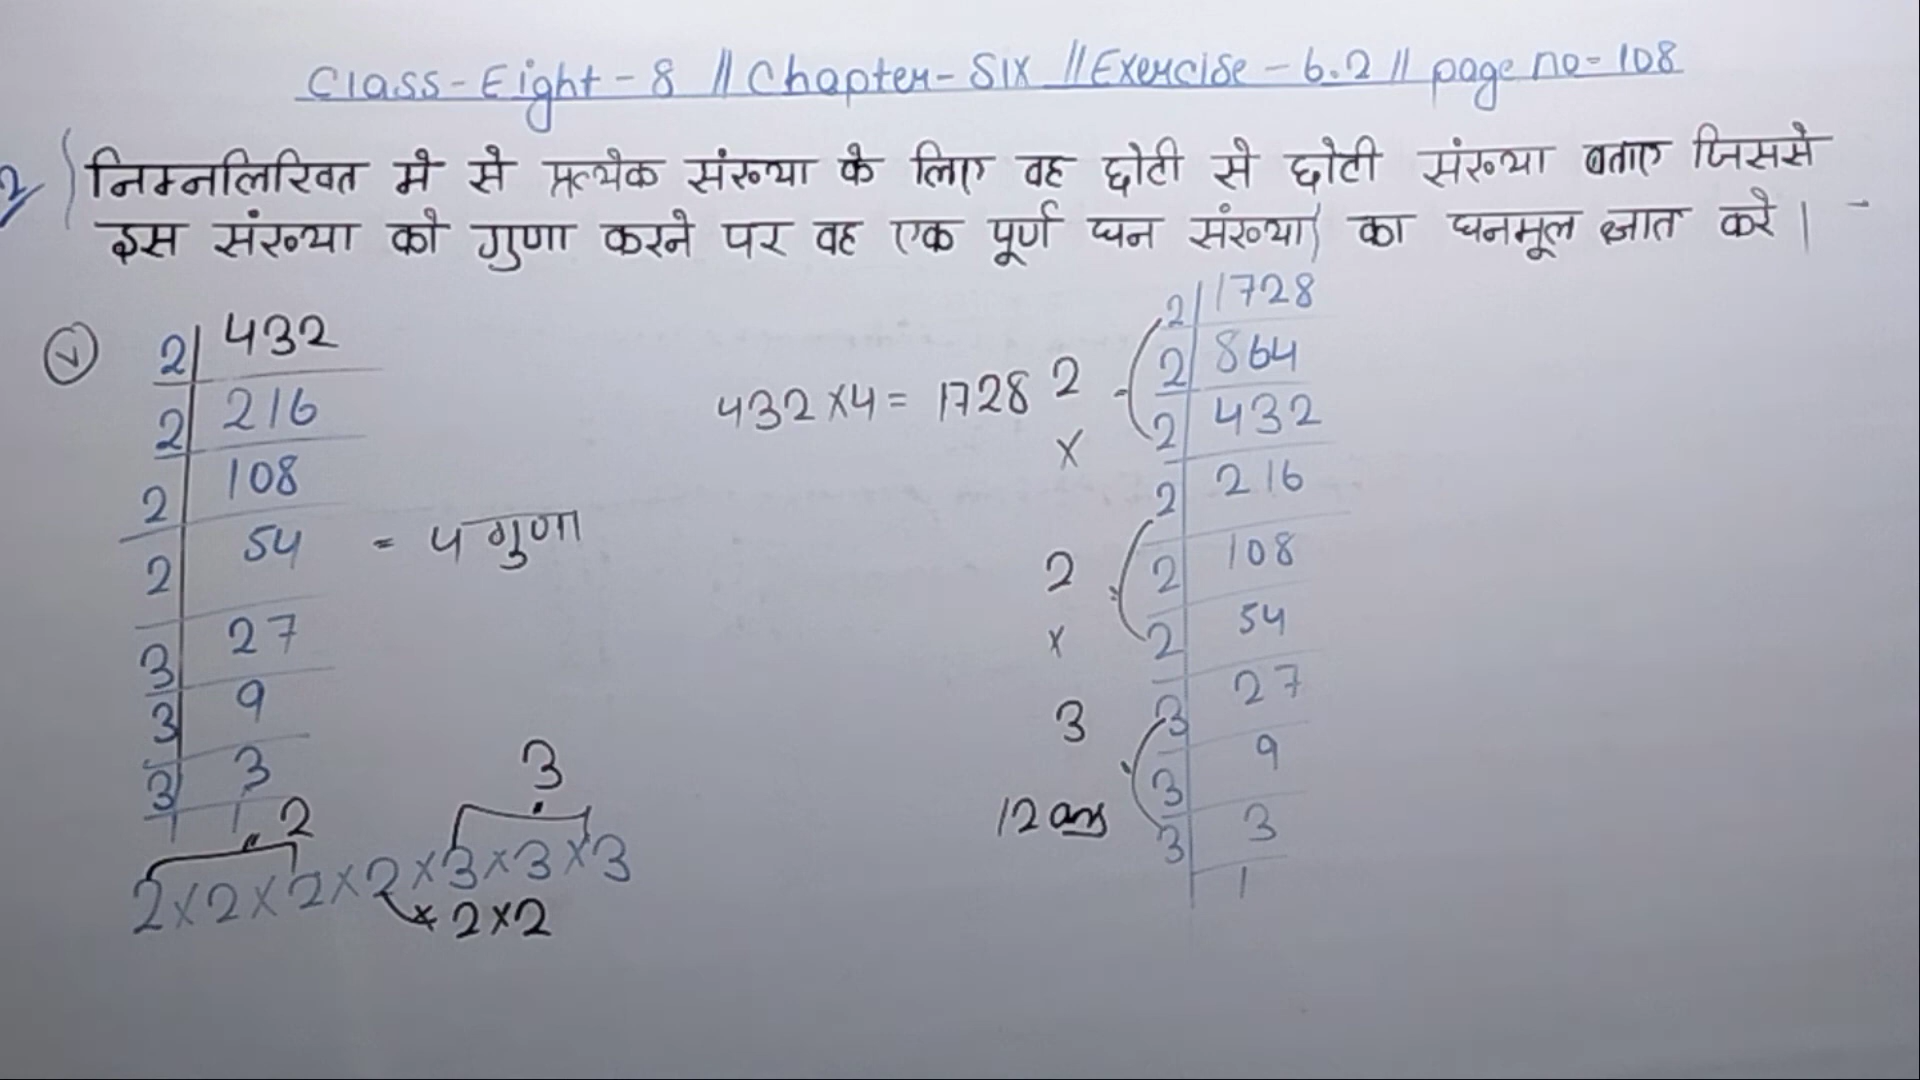 Class-Eight-8 || Chapter-Six || Exercise-6.2 || page no-108
2) निम्नलिखित मे से प्रत्येक संख्या के लिए वह छोटी से छोटी संख्या बताए जिससे
इस संख्या को गुणा करने पर वह एक पूर्ण घन संख्या) का घनमूल ज्ञात करे।
v
2 | 432
2 | 216
2 | 108
2 | 54 = 4 गुणा
3 | 27
3 | 9
3 | 3
1
2
3
2×2×2×2×3×3×3
×2×2
432×4= 1728
2 | 1728
2 | 864
2 | 432
2 | 216
2 | 108
2 | 54
3 | 27
3 | 9
3 | 3
1
2
×
2
×
3
12 ans